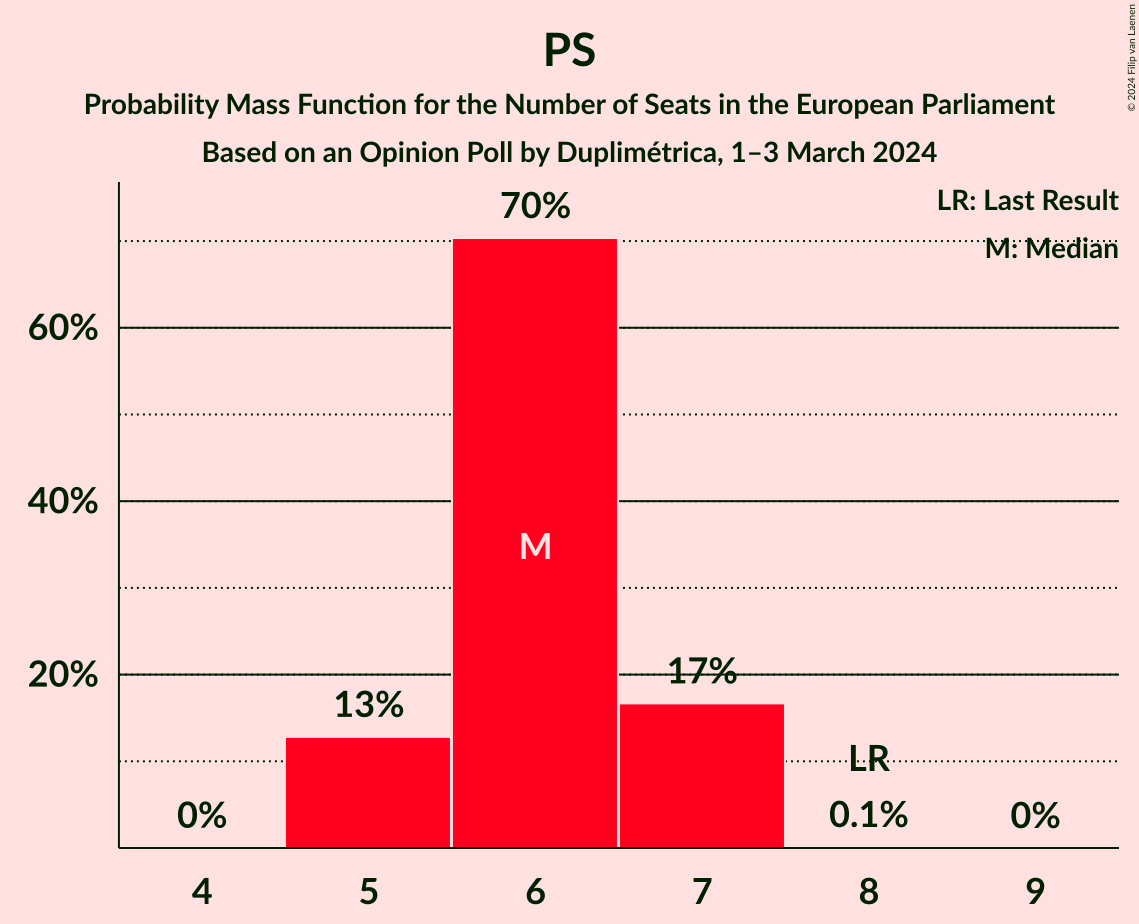 PS
Probability Mass Function for the Number of Seats in the European Parliament
Based on an Opinion Poll by Duplimétrica, 1–3 March 2024
© 2024 Filip van Laenen
LR: Last Result
M: Median
60%
40%
20%
0%
13%
70%
M
17%
LR
0.1%
0%
4 5 6 7 8 9